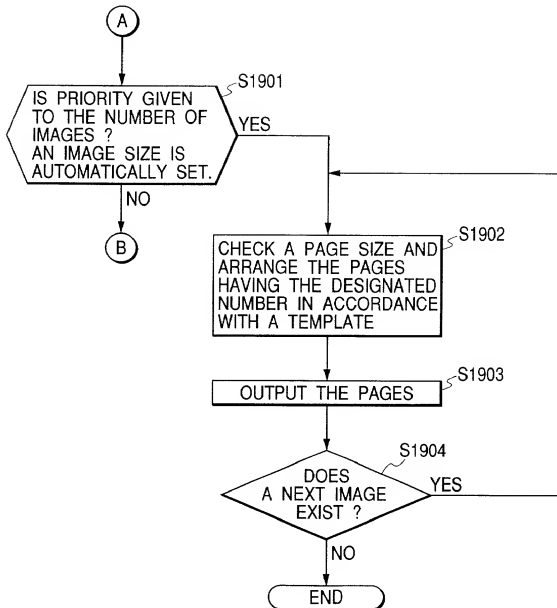 A
S1901
IS PRIORITY GIVEN
TO THE NUMBER OF
IMAGES ?
AN IMAGE SIZE IS
AUTOMATICALLY SET.
YES
NO
B
S1902
CHECK A PAGE SIZE AND
ARRANGE THE PAGES
HAVING THE DESIGNATED
NUMBER IN ACCORDANCE
WITH A TEMPLATE
S1903
OUTPUT THE PAGES
S1904
DOES
A NEXT IMAGE
EXIST ?
YES
NO
END